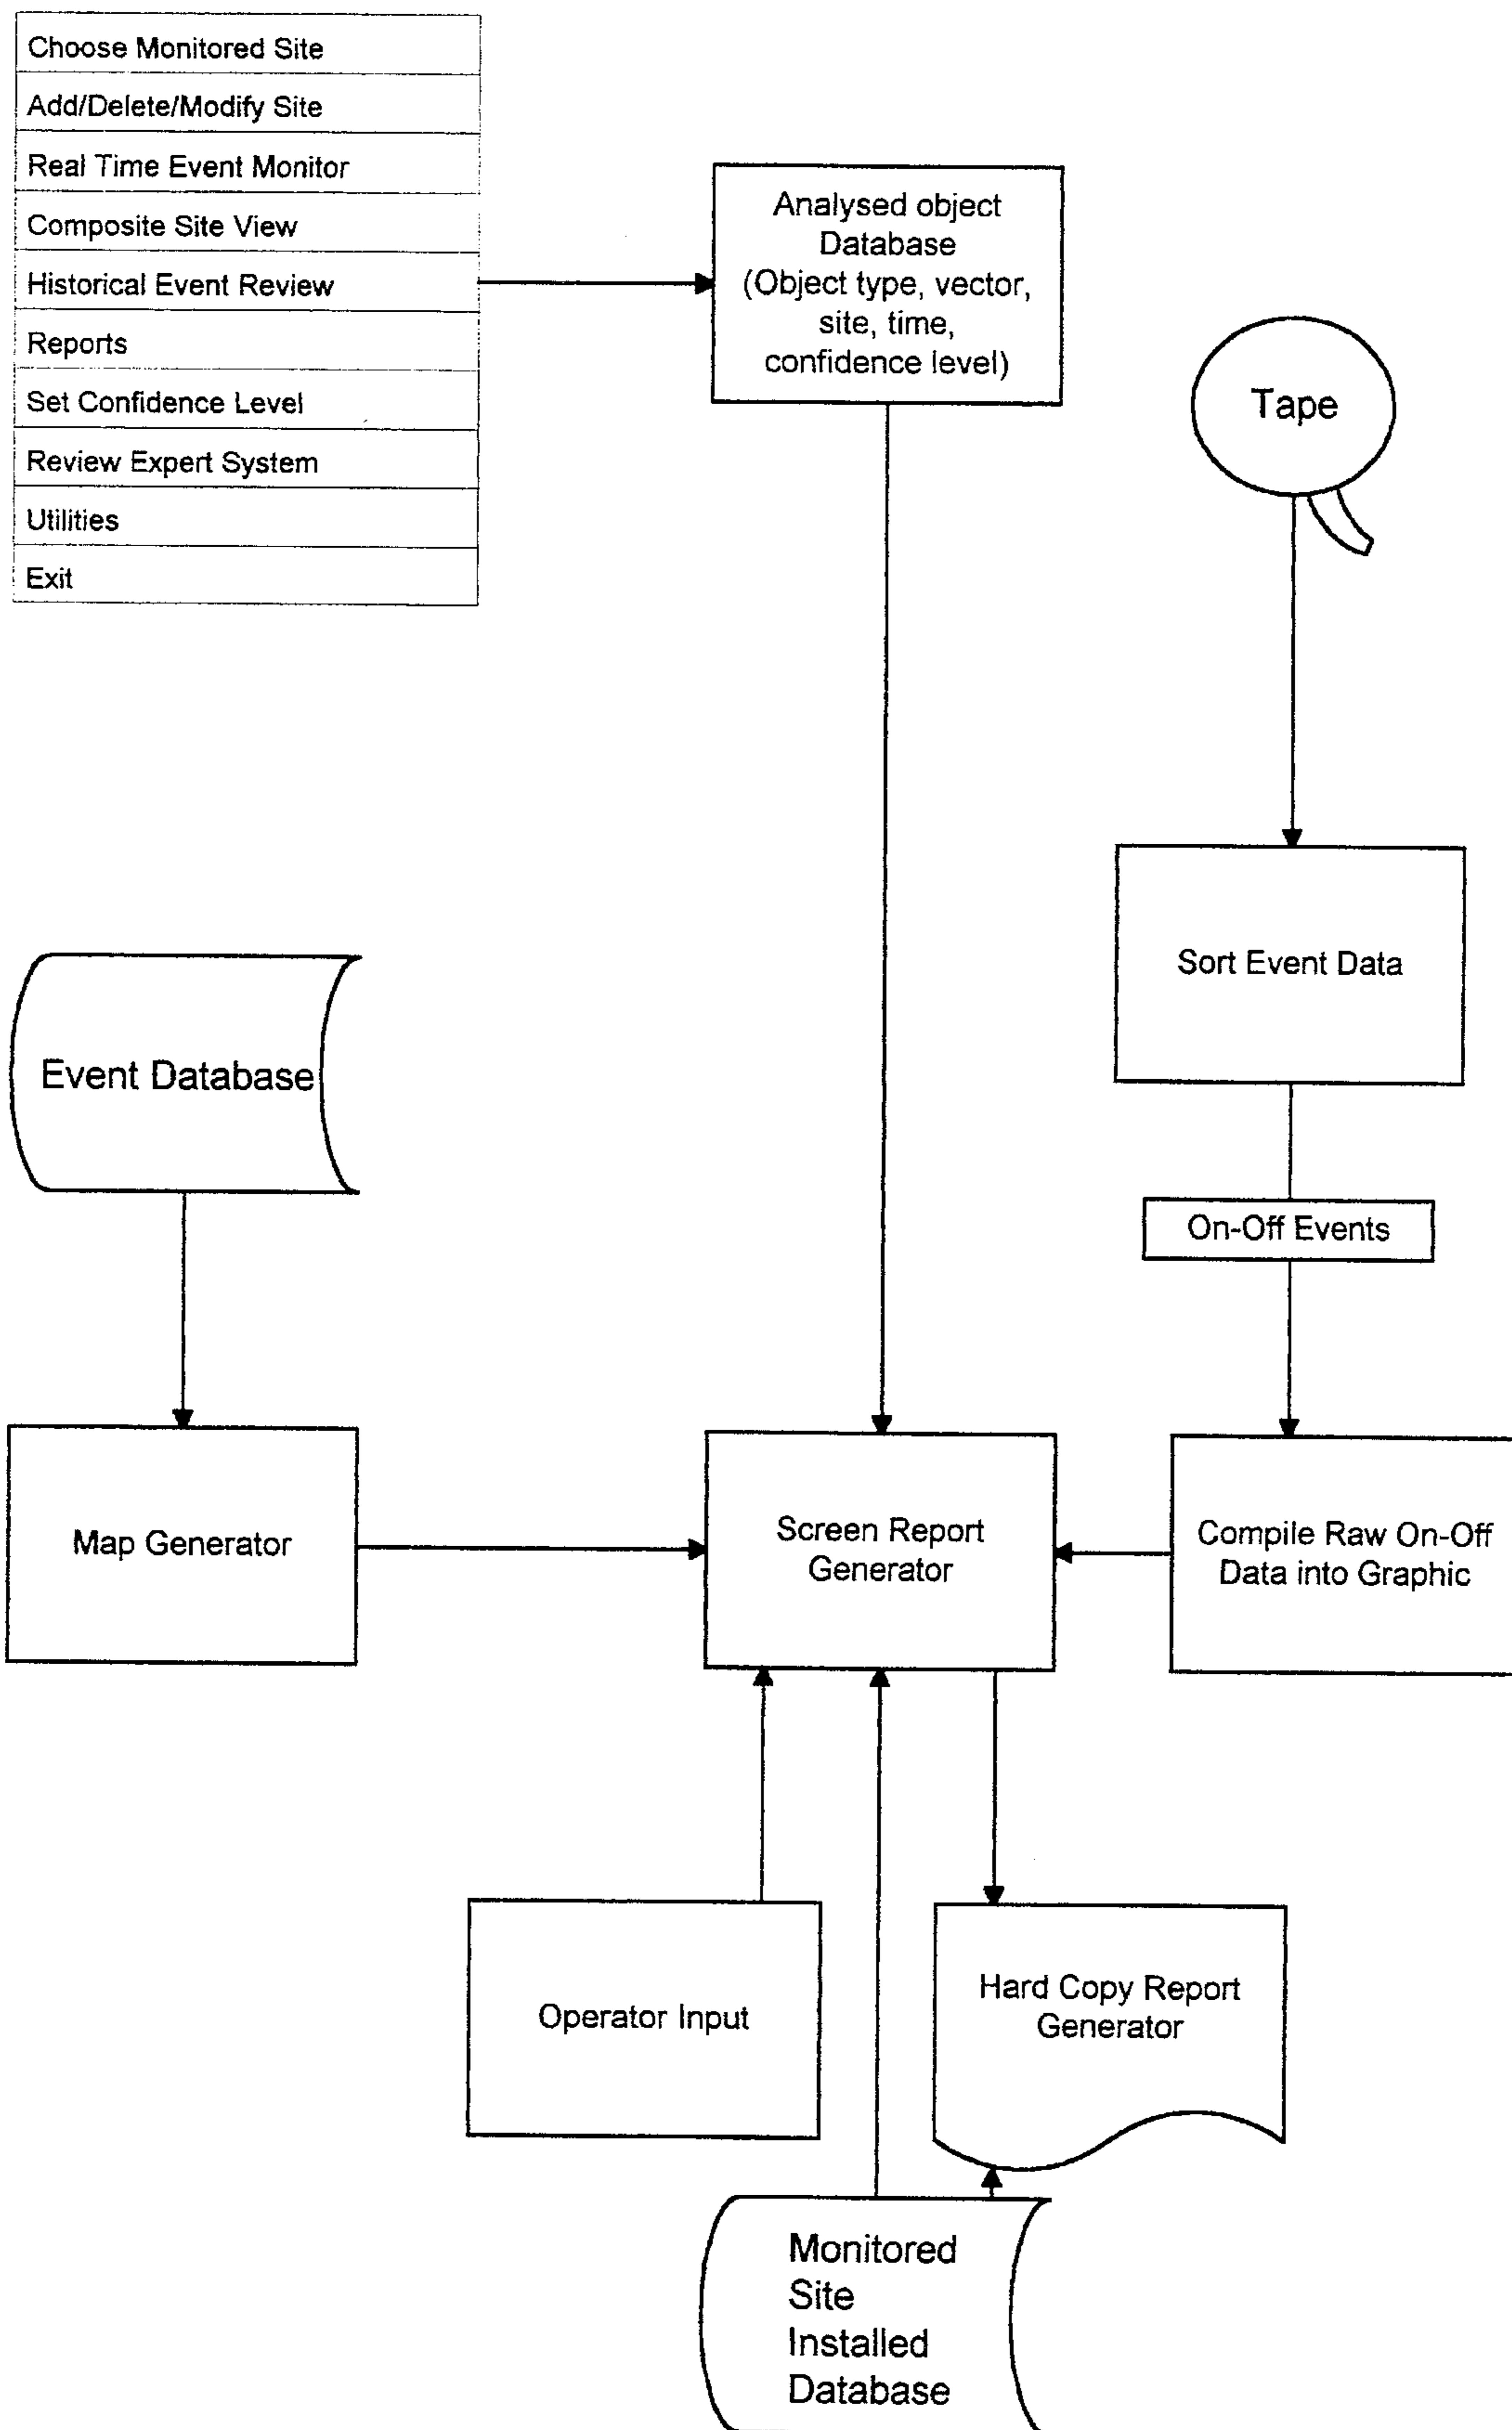 Choose Monitored Site
Add/Delete/Modify Site
Real Time Event Monitor
Composite Site View
Historical Event Review
Reports
Set Confidence Level
Review Expert System
Utilities
Exit
Analysed object
Database
(Object type, vector,
site, time,
confidence level)
Tape
Sort Event Data
Event Database
On-Off Events
Map Generator
Screen Report
Generator
Compile Raw On-Off
Data into Graphic
Operator Input
Hard Copy Report
Generator
Monitored
Site
Installed
Database